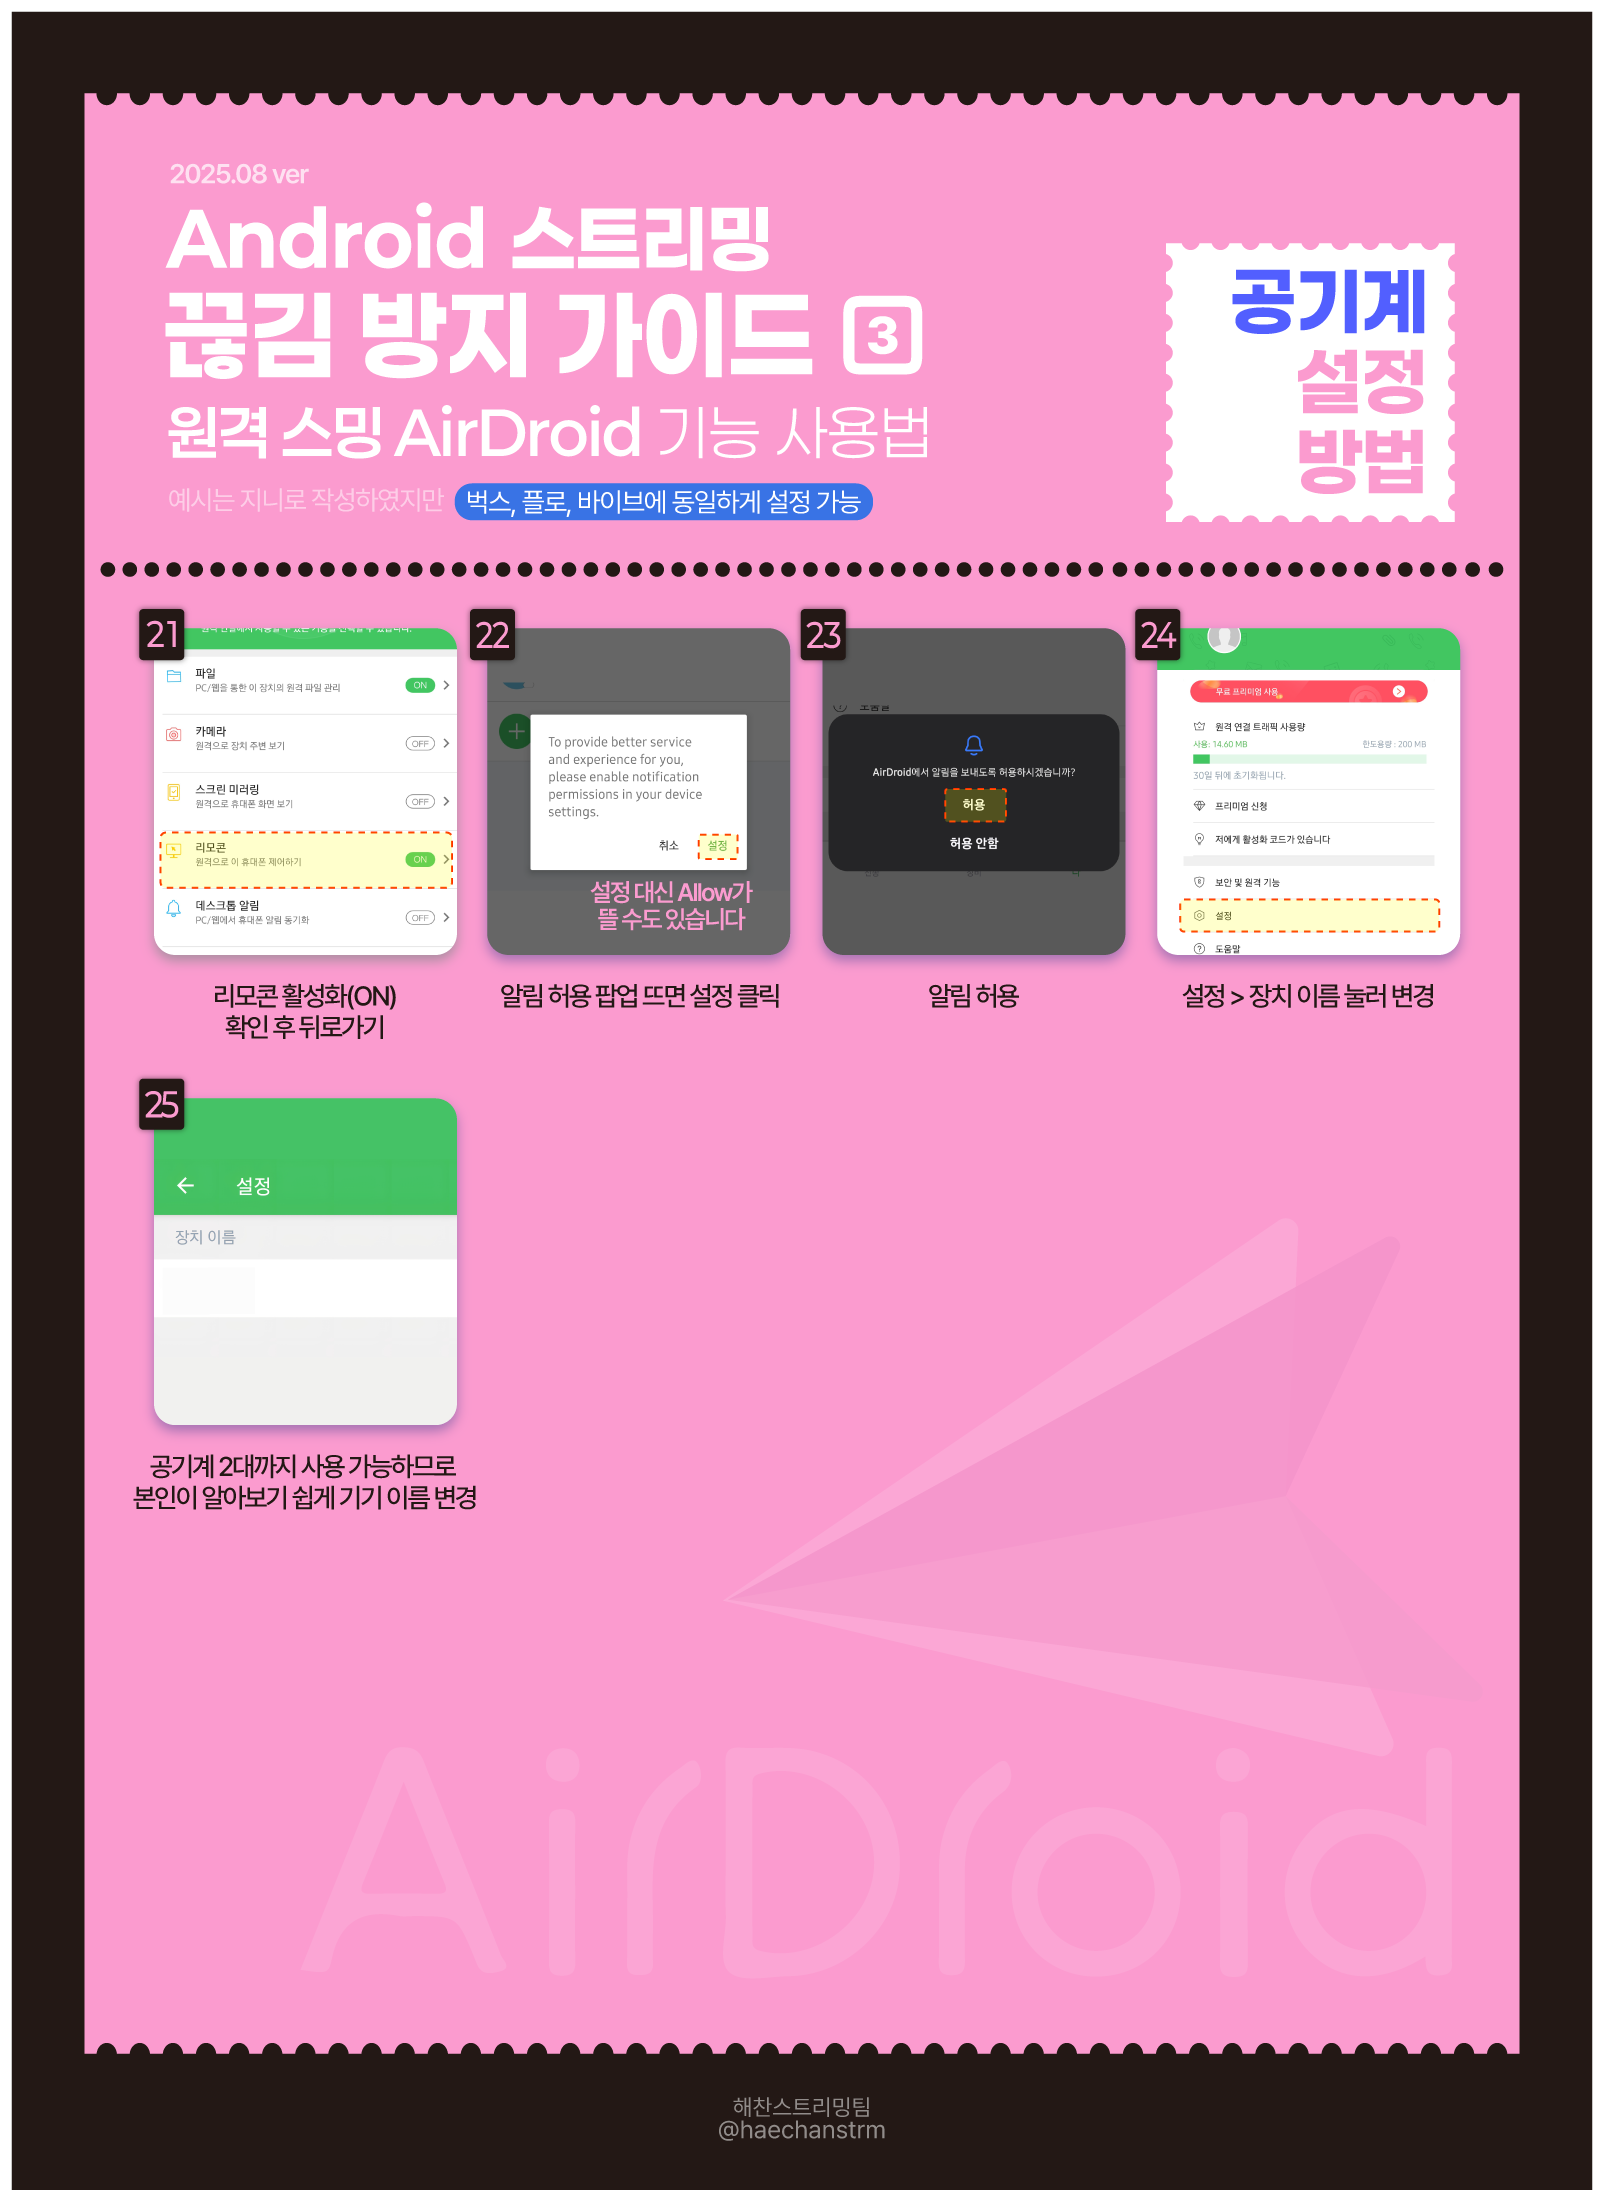 2025.08 ver
Android 스트리밍
끊김 방지 가이드 3
원격 스밍 AirDroid 기능 사용법
예시는 지니로 작성하였지만 벅스, 플로, 바이브에 동일하게 설정 가능
공기계
설정
방법
21
파일
PC/웹을 통한 이 장치의 원격 파일 관리
ON
카메라
원격으로 장치 주변 보기
OFF
스크린 미러링
원격으로 휴대폰 화면 보기
OFF
리모콘
원격으로 이 휴대폰 제어하기
ON
데스크톱 알림
PC/웹에서 휴대폰 알림 동기화
OFF
리모콘 활성화(ON)
확인 후 뒤로가기
22
To provide better service
and experience for you,
please enable notification
permissions in your device
settings.
취소 설정
설정 대신 Allow가
뜰 수도 있습니다
알림 허용 팝업 뜨면 설정 클릭
23
도움말
AirDroid에서 알림을 보내도록 허용하시겠습니까?
허용
허용 안함
알림 허용
24
무료 프리미엄 사용
원격 연결 트래픽 사용량
사용: 14.60 MB 한도용량 : 200 MB
30일 뒤에 초기화됩니다.
프리미엄 신청
저에게 활성화 코드가 있습니다
보안 및 원격 기능
설정
도움말
설정 > 장치 이름 눌러 변경
25
설정
장치 이름
공기계 2대까지 사용 가능하므로
본인이 알아보기 쉽게 기기 이름 변경
AirDroid
해찬스트리밍팀
@haechanstrm